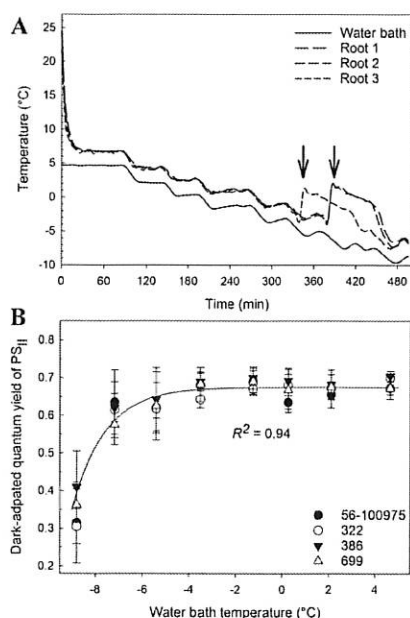 A
Temperature (°C)
25
20
15
10
5
0
-5
-10
Water bath
Root 1
Root 2
Root 3
0 60 120 180 240 300 360 420 480
Time (min)
B
Dark-adpated quantum yield of PSII
0.8
0.7
0.6
0.5
0.4
0.3
0.2
R² = 0.94
56-100975
322
386
699
-8 -6 -4 -2 0 2 4
Water bath temperature (°C)